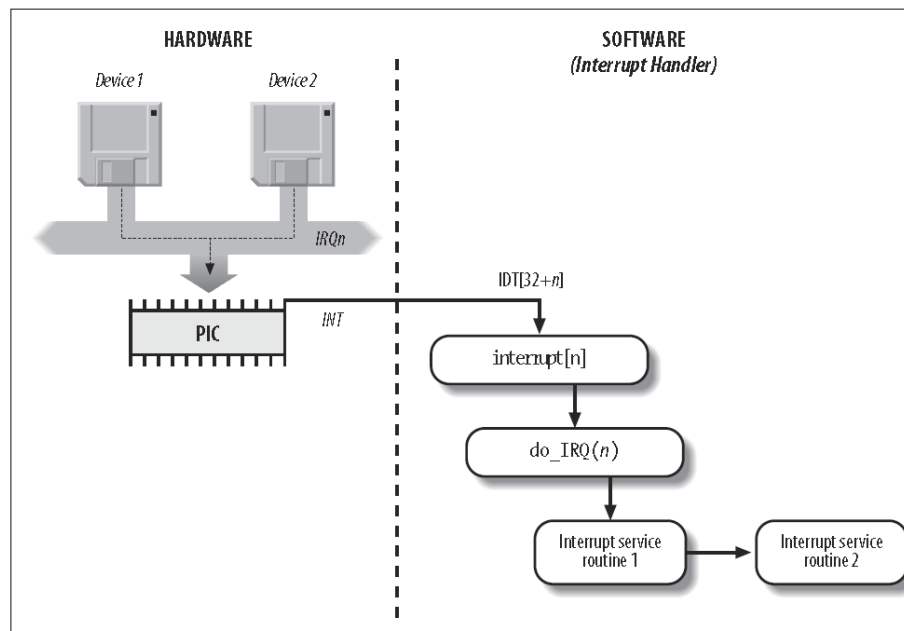 HARDWARE
SOFTWARE
(Interrupt Handler)
Device 1
Device 2
IRQn
IDT[32+n]
INT
PIC
interrupt[n]
do_IRQ(n)
Interrupt service
routine 1
Interrupt service
routine 2